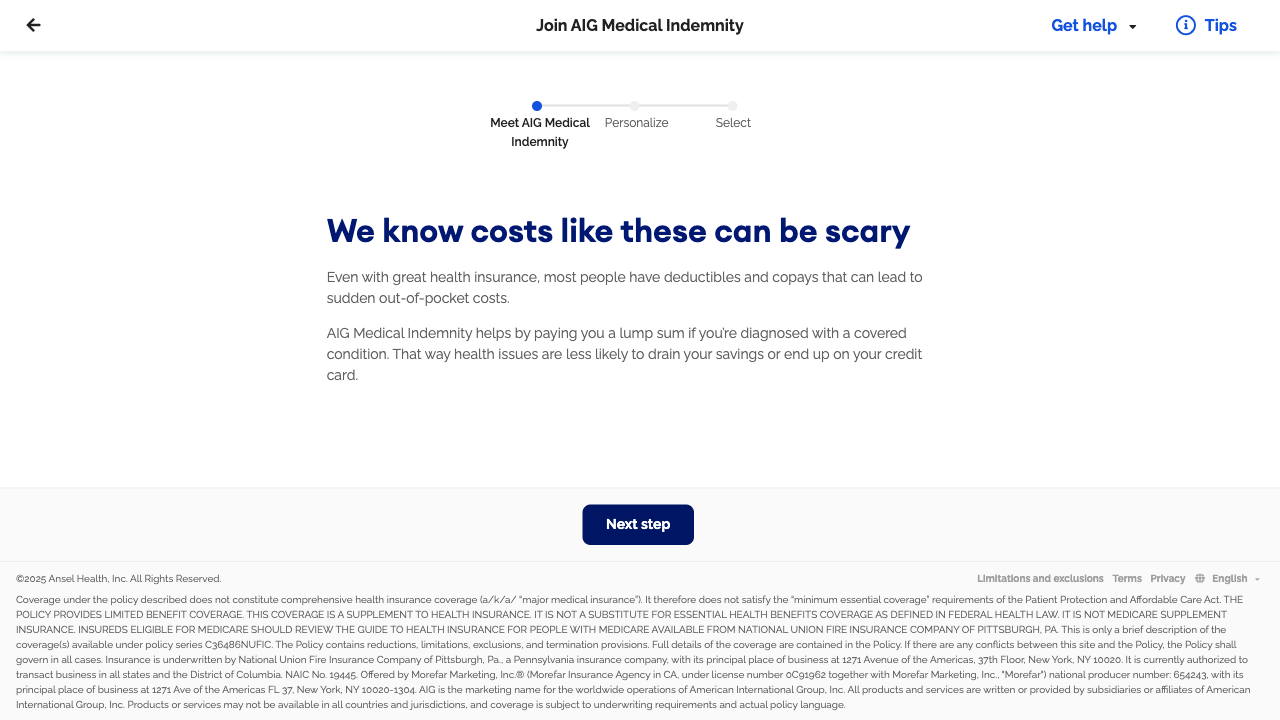 Join AIG Medical Indemnity
Get help
Tips
Meet AIG Medical
Indemnity
Personalize
Select
We know costs like these can be scary
Even with great health insurance, most people have deductibles and copays that can lead to
sudden out-of-pocket costs.
AIG Medical Indemnity helps by paying you a lump sum if you're diagnosed with a covered
condition. That way health issues are less likely to drain your savings or end up on your credit
card.
Next step
©2025 Ansel Health, Inc. All Rights Reserved.
Limitations and exclusions Terms Privacy English
Coverage under the policy described does not constitute comprehensive health insurance coverage (a/k/a/ “major medical insurance”). It therefore does not satisfy the “minimum essential coverage” requirements of the Patient Protection and Affordable Care Act. THE
POLICY PROVIDES LIMITED BENEFIT COVERAGE. THIS COVERAGE IS A SUPPLEMENT TO HEALTH INSURANCE. IT IS NOT A SUBSTITUTE FOR ESSENTIAL HEALTH BENEFITS COVERAGE AS DEFINED IN FEDERAL HEALTH LAW. IT IS NOT MEDICARE SUPPLEMENT
INSURANCE. INSUREDS ELIGIBLE FOR MEDICARE SHOULD REVIEW THE GUIDE TO HEALTH INSURANCE FOR PEOPLE WITH MEDICARE AVAILABLE FROM NATIONAL UNION FIRE INSURANCE COMPANY OF PITTSBURGH, PA. This is only a brief description of the
coverage(s) available under policy series C36486NUFIC. The Policy contains reductions, limitations, exclusions, and termination provisions. Full details of the coverage are contained in the Policy. If there are any conflicts between this site and the Policy, the Policy shall
govern in all cases. Insurance is underwritten by National Union Fire Insurance Company of Pittsburgh, Pa., a Pennsylvania insurance company, with its principal place of business at 1271 Avenue of the Americas, 37th Floor, New York, NY 10020. It is currently authorized to
transact business in all states and the District of Columbia. NAIC No. 19445. Offered by Morefar Marketing, Inc.® (Morefar Insurance Agency in CA, under license number 0C91962 together with Morefar Marketing, Inc., "Morefar") national producer number: 654243, with its
principal place of business at 1271 Ave of the Americas FL 37, New York, NY 10020-1304. AIG is the marketing name for the worldwide operations of American International Group, Inc. All products and services are written or provided by subsidiaries or affiliates of American
International Group, Inc. Products or services may not be available in all countries and jurisdictions, and coverage is subject to underwriting requirements and actual policy language.